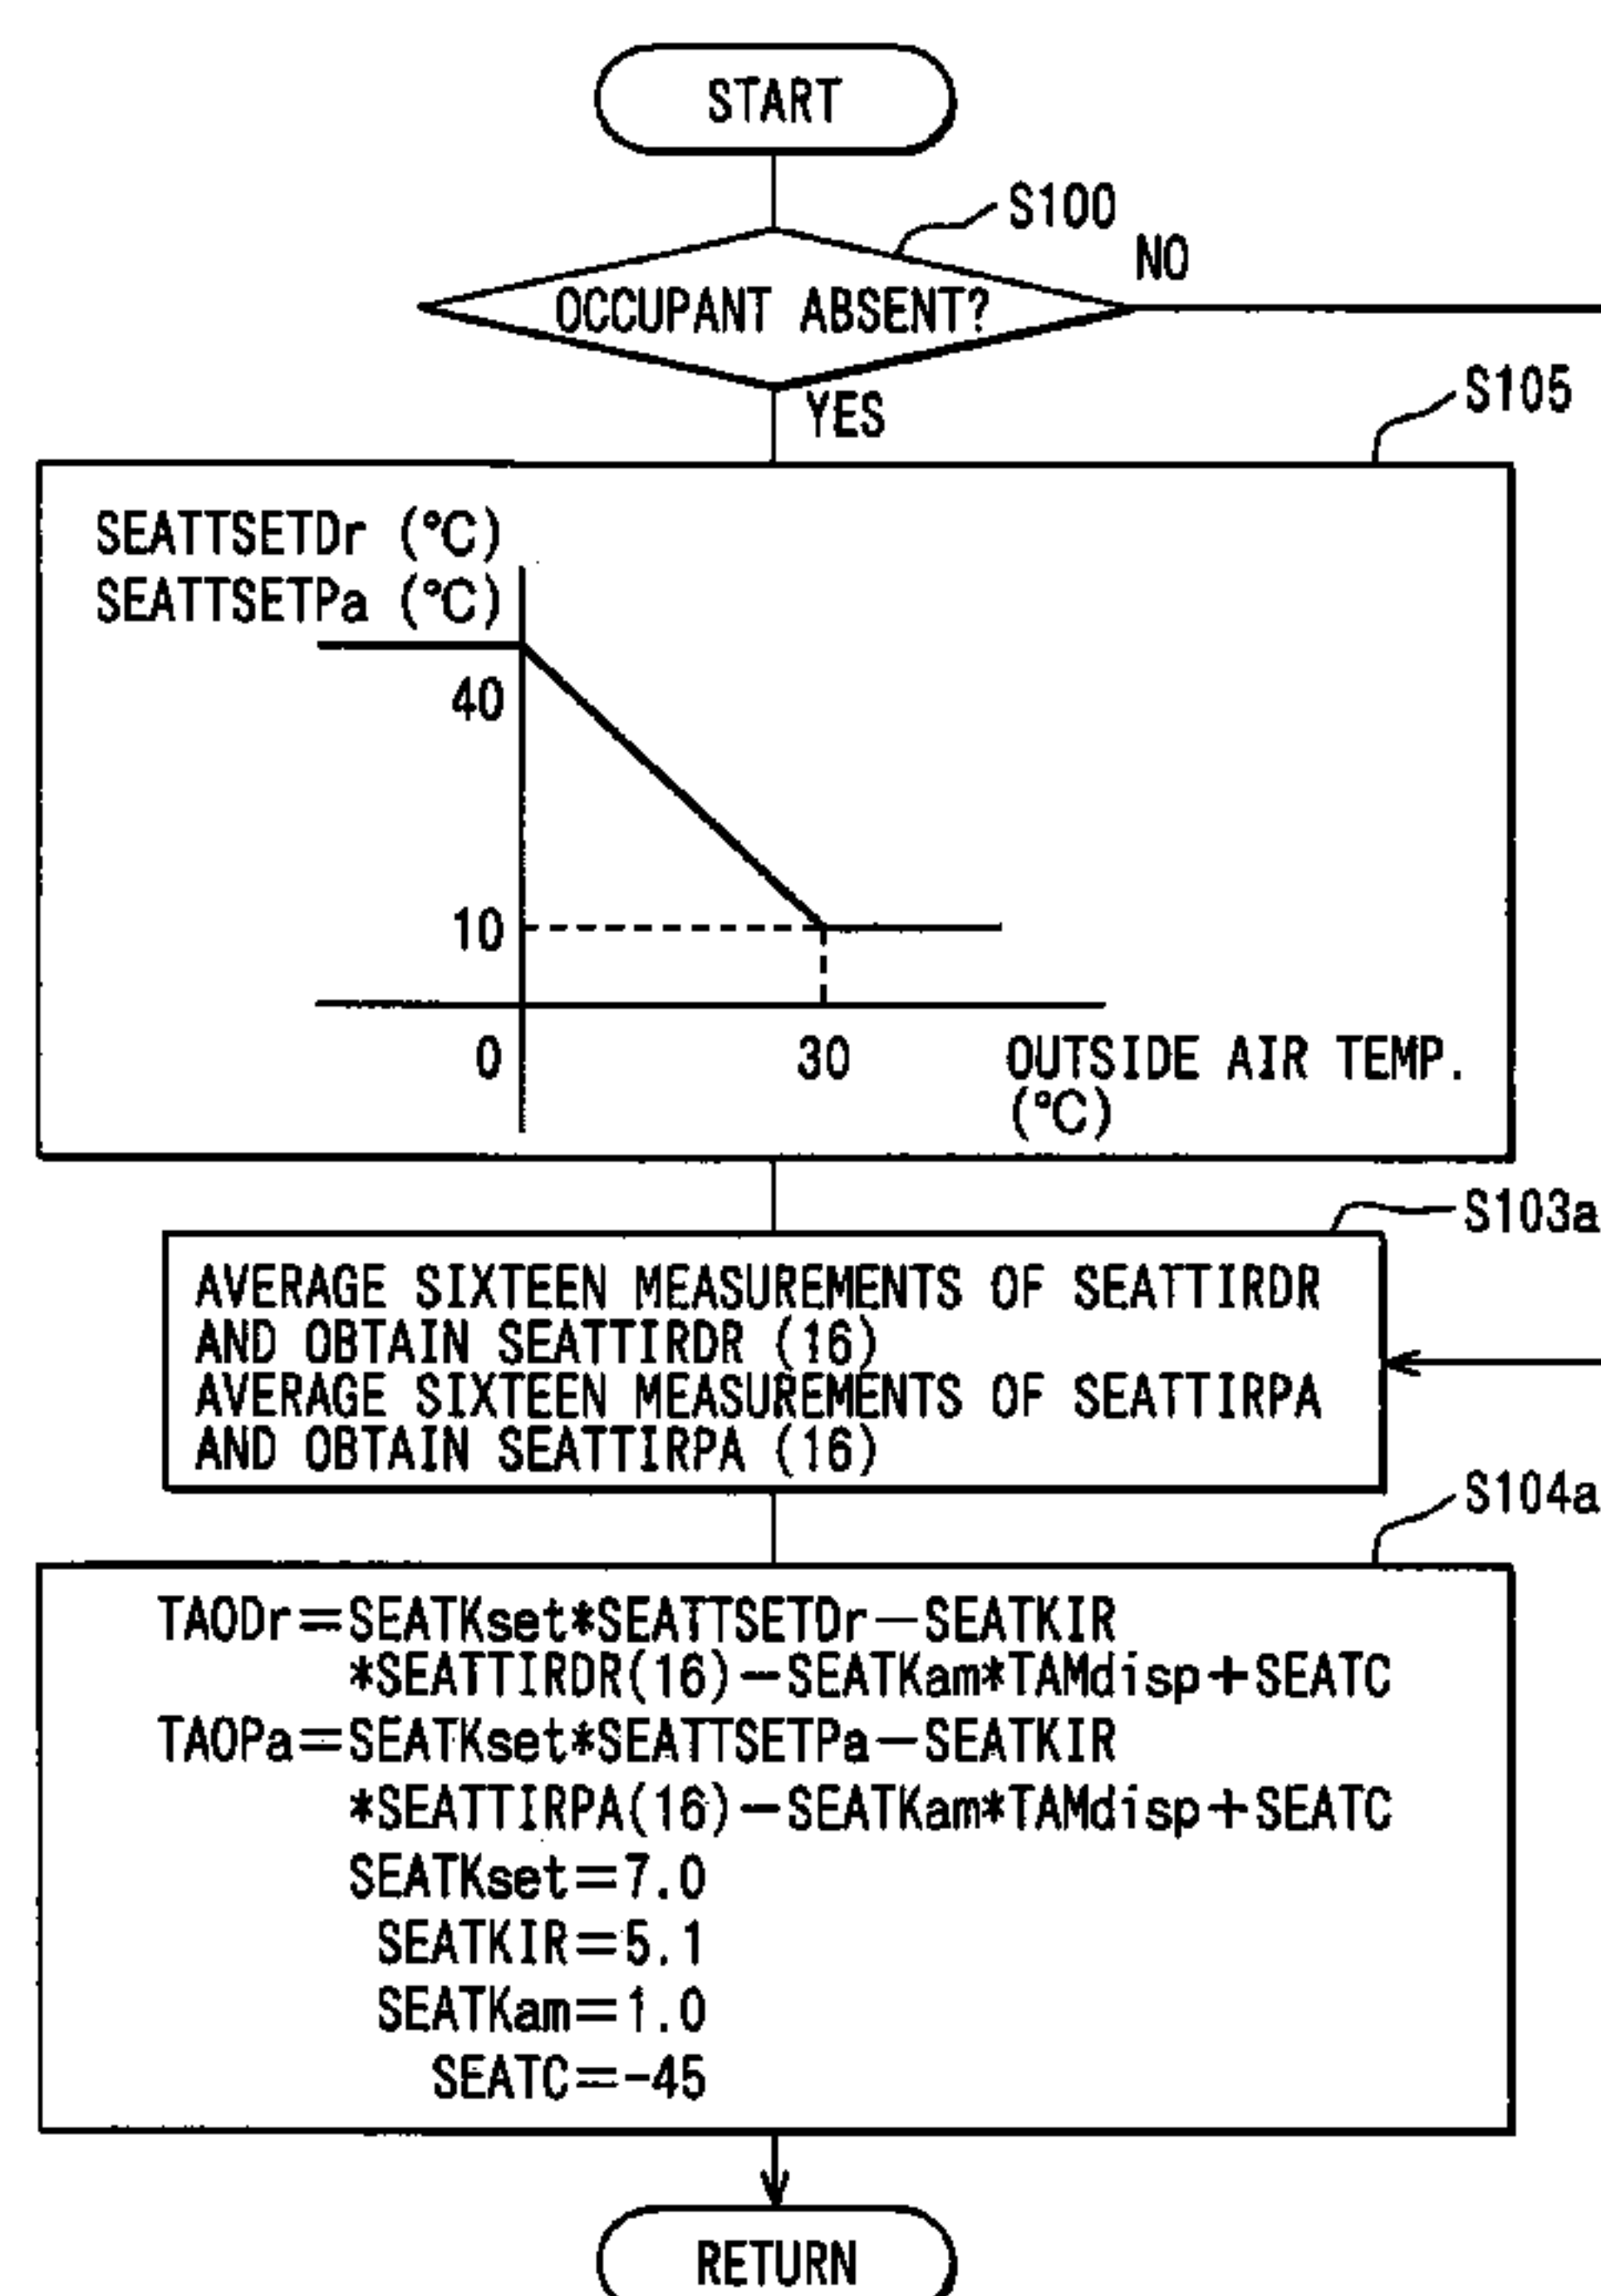 START
S100
NO
OCCUPANT ABSENT?
YES
S105
SEATTSETDr (°C)
SEATTSETPa (°C)
40
10
0
30
OUTSIDE AIR TEMP.
(°C)
S103a
AVERAGE SIXTEEN MEASUREMENTS OF SEATTIRDR
AND OBTAIN SEATTIRDR (16)
AVERAGE SIXTEEN MEASUREMENTS OF SEATTIRPA
AND OBTAIN SEATTIRPA (16)
S104a
TAODr=SEATKset*SEATTSETDr-SEATKIR
*SEATTIRDR(16)-SEATKam*TAMdisp+SEATC
TAOPa=SEATKset*SEATTSETPa-SEATKIR
*SEATTIRPA(16)-SEATKam*TAMdisp+SEATC
SEATKset=7.0
SEATKIR=5.1
SEATKam=1.0
SEATC=-45
RETURN